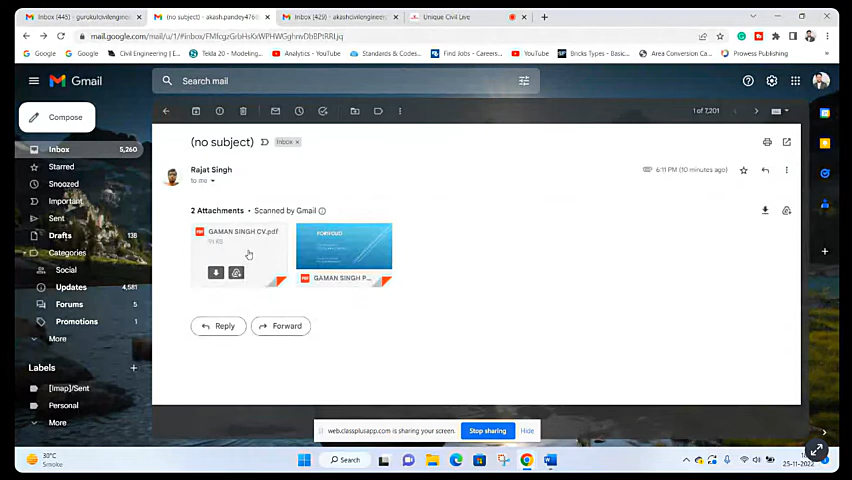 Inbox (445) - gurukulcivilengine
(no subject) - akash.pandey4760
Inbox (429) - akashcivilengineer
Unique Civil Live
mail.google.com/mail/u/1/#inbox/
Google
Civil Engineering I...
Tekla 20 - Modeling...
Analytics - YouTube
Standards & Codes...
Find Jobs - Recruitm...
YouTube
Bricks Types - Basic...
Area Conversion Ca...
Prowess Publishing
Gmail
Search mail
Compose
1 of 7,201
Inbox 5,260
Starred
Snoozed
Important
Sent
Drafts 138
Categories
Social
Updates 4,581
Forums 5
Promotions 1
More
Labels
[Imap]/Sent
Personal
More
(no subject)
Inbox x
Rajat Singh
6:11 PM (10 minutes ago)
to me
2 Attachments • Scanned by Gmail
GAMAN SINGH CV.pdf
91 KB
PORTFOLIO
GAMAN SINGH P...
Reply
Forward
web.classplusapp.com is sharing your screen.
Stop sharing
Hide
30°C
Smoke
Search
25-11-2022